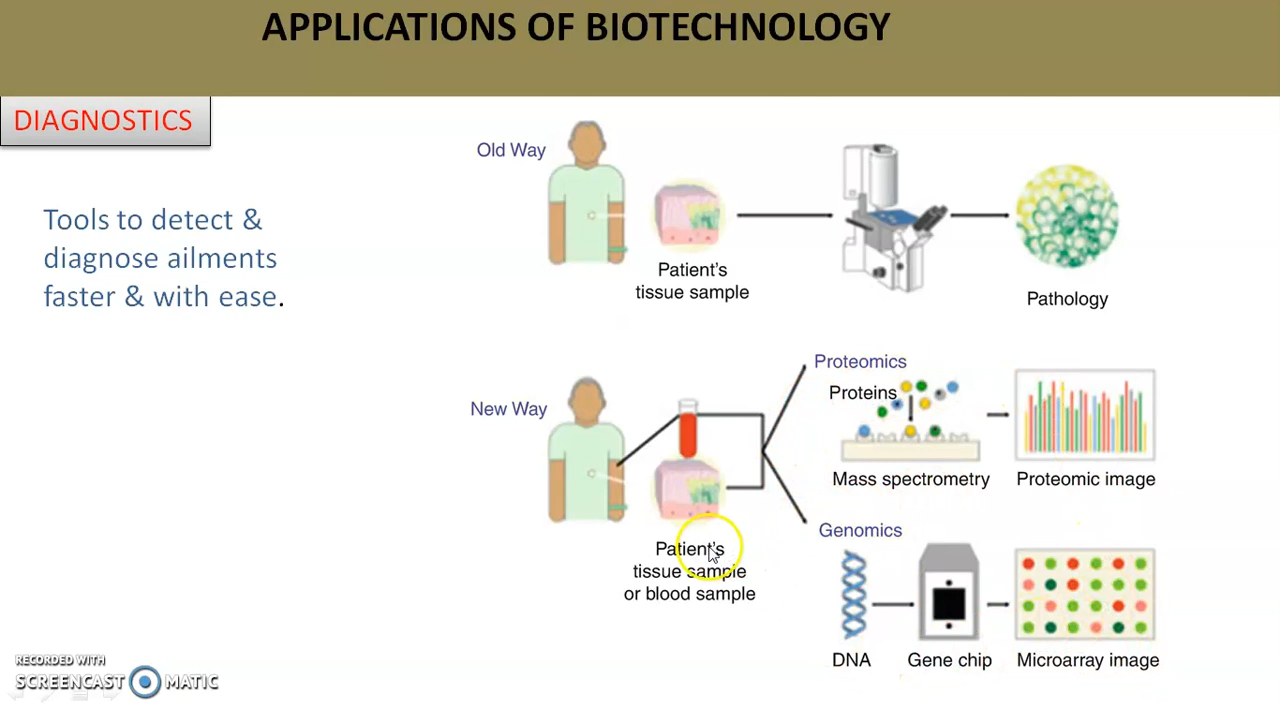 APPLICATIONS OF BIOTECHNOLOGY
DIAGNOSTICS
Tools to detect &
diagnose ailments
faster & with ease.
Old Way
Patient's
tissue sample
Pathology
New Way
Patient's
tissue sample
or blood sample
Proteomics
Proteins
Mass spectrometry
Proteomic image
Genomics
DNA
Gene chip
Microarray image
RECORDED WITH
SCREENCAST MATIC